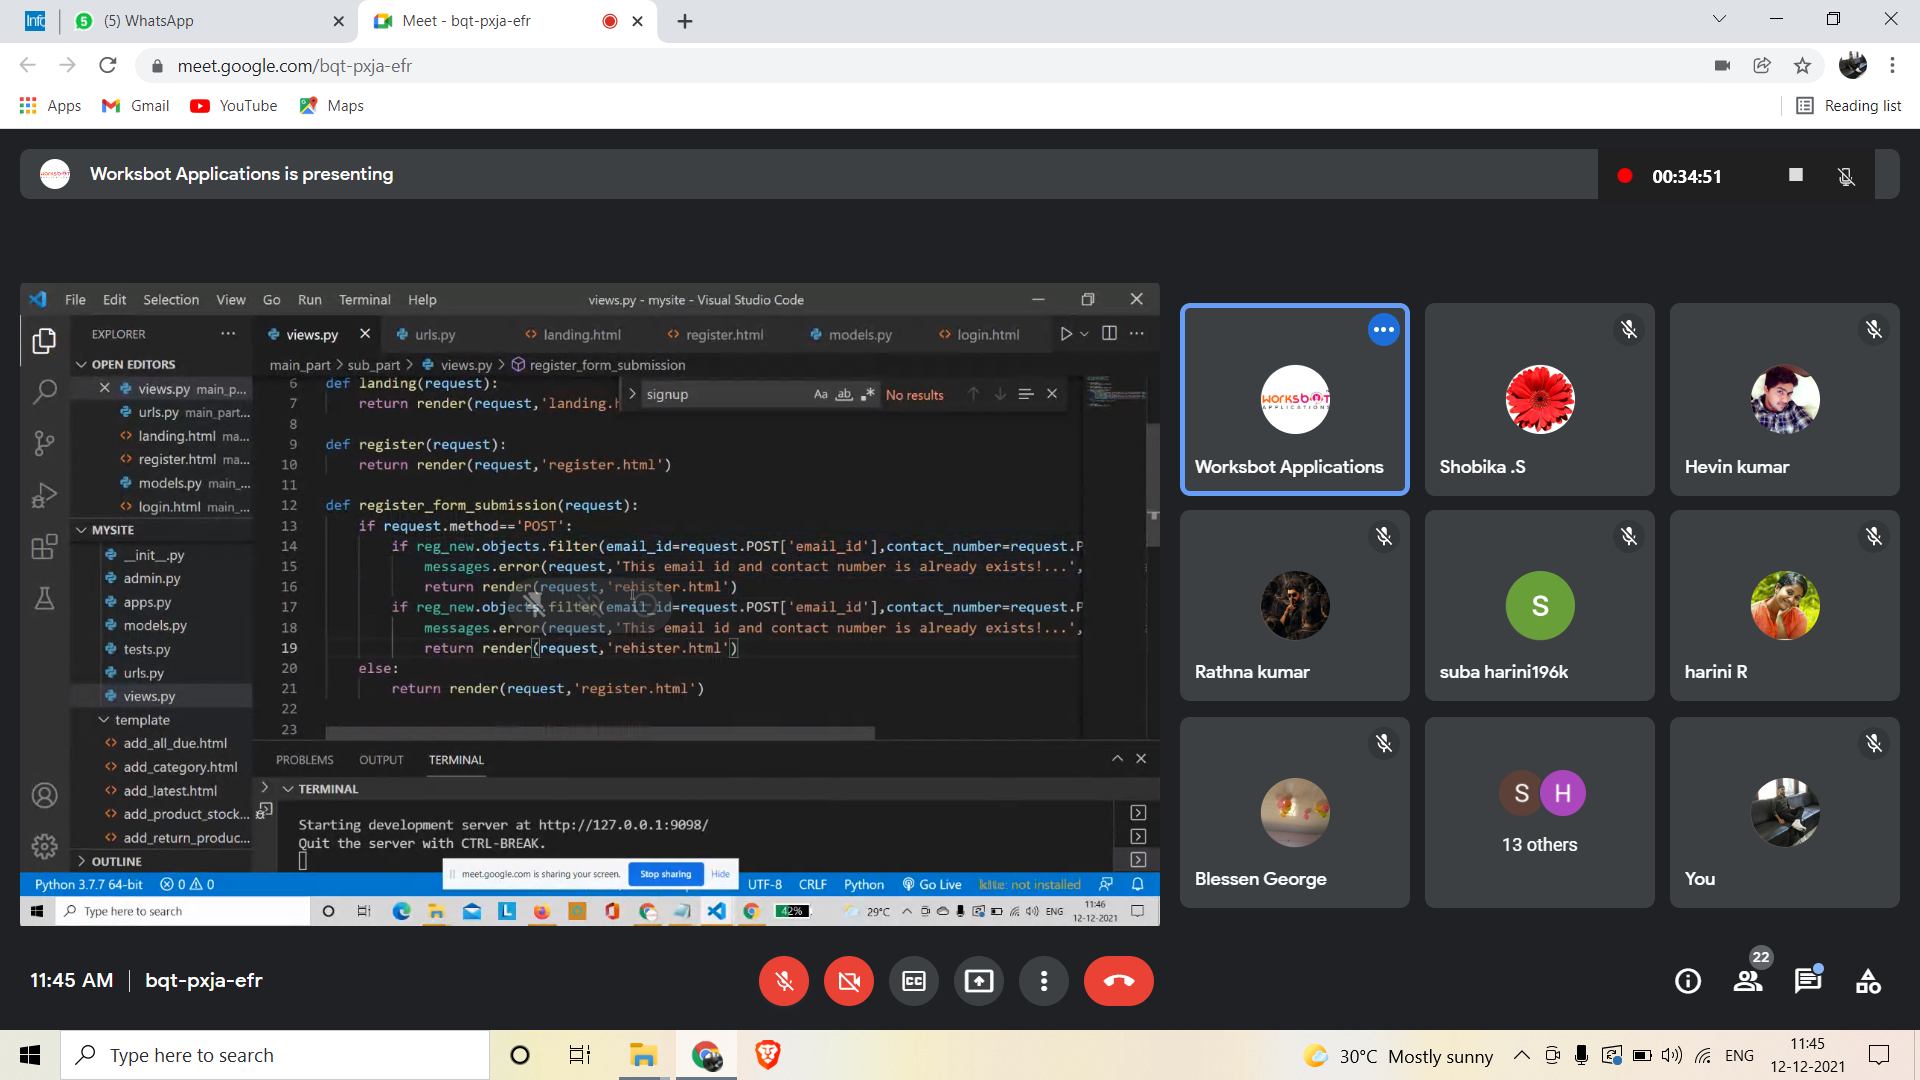 (5) WhatsApp
Meet - bqt-pxja-efr
meet.google.com/bqt-pxja-efr
Apps
Gmail
YouTube
Maps
Reading list
Worksbot Applications is presenting
00:34:51
File Edit Selection View Go Run Terminal Help
views.py - mysite - Visual Studio Code
EXPLORER
views.py
urls.py
landing.html
register.html
models.py
login.html
main_part > sub_part > views.py > register_form_submission
signup
Aa ab
No results
OPEN EDITORS
views.py main_p...
urls.py main_part...
landing.html ma...
register.html ma...
models.py main_...
login.html main_...
MYSITE
__init__.py
admin.py
apps.py
models.py
tests.py
urls.py
views.py
template
add_all_due.html
add_category.html
add_latest.html
add_product_stock...
add_return_produc...
OUTLINE
6 def landing(request):
7 return render(request,'landing.h
8
9 def register(request):
10 return render(request,'register.html')
11
12 def register_form_submission(request):
13 if request.method=='POST':
14 if reg_new.objects.filter(email_id=request.POST['email_id'],contact_number=request.P
15 messages.error(request,'This email id and contact number is already exists!...',
16 return render(request,'rehister.html')
17 if reg_new.objects.filter(email_id=request.POST['email_id'],contact_number=request.P
18 messages.error(request,'This email id and contact number is already exists!...',
19 return render(request,'rehister.html')
20 else:
21 return render(request,'register.html')
22
23
PROBLEMS OUTPUT TERMINAL
TERMINAL
Starting development server at http://127.0.0.1:9098/
Quit the server with CTRL-BREAK.
meet.google.com is sharing your screen.
Stop sharing
Hide
Python 3.7.7 64-bit 0 0
UTF-8 CRLF Python Go Live kite: not installed
Type here to search
42%
29°C
ENG
11:46
12-12-2021
Worksbot Applications
Shobika .S
Hevin kumar
Rathna kumar
S
suba harini196k
harini R
Blessen George
S H
13 others
You
11:45 AM | bqt-pxja-efr
22
Type here to search
30°C Mostly sunny
ENG
11:45
12-12-2021